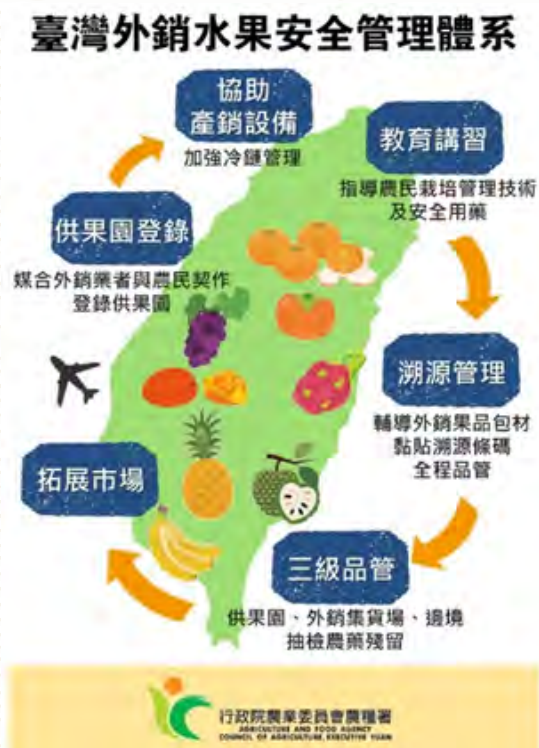 臺灣外銷水果安全管理體系
協助
產銷設備
加強冷鏈管理
教育講習
指導農民栽培管理技術
及安全用藥
供果園登錄
媒合外銷業者與農民契作
登錄供果園
溯源管理
輔導外銷果品包材
黏貼溯源條碼
全程品管
拓展市場
三級品管
供果園、外銷集貨場、邊境
抽檢農藥殘留
行政院農業委員會農糧署
AGRICULTURE AND FOOD AGENCY
COUNCIL OF AGRICULTURE, EXECUTIVE YUAN